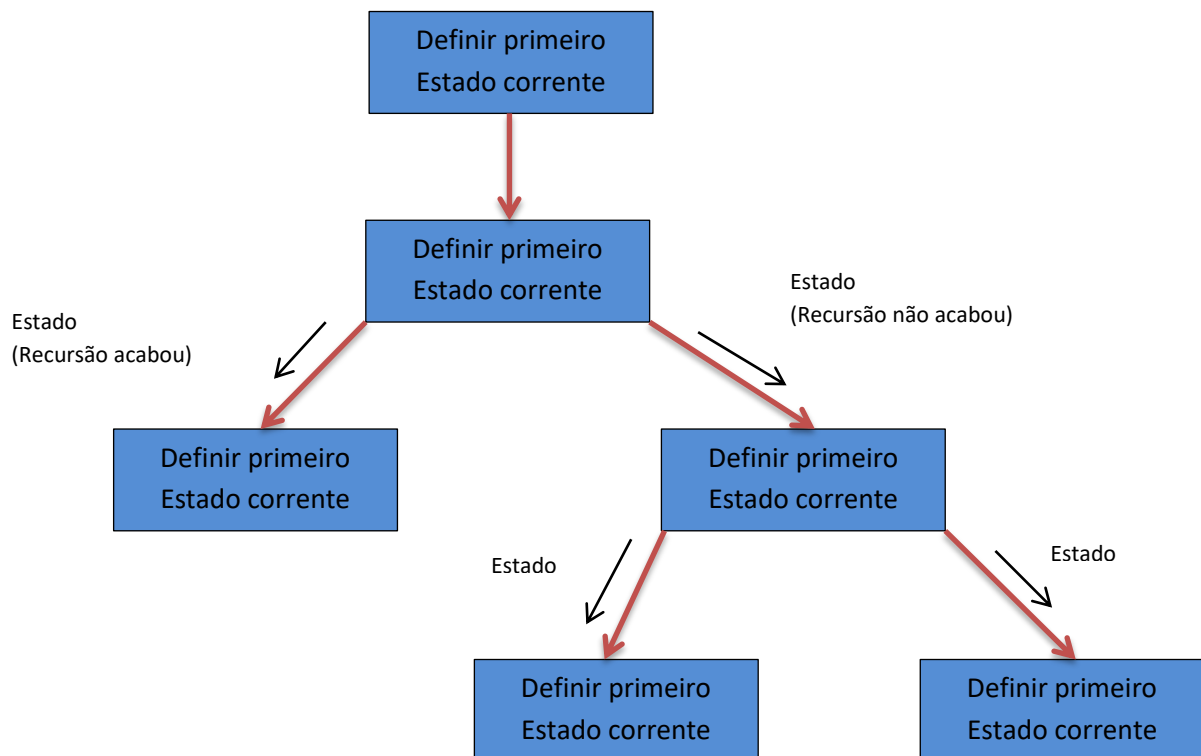 Definir primeiro
Estado corrente
Definir primeiro
Estado corrente
Estado
(Recursão acabou)
Estado
(Recursão não acabou)
Definir primeiro
Estado corrente
Definir primeiro
Estado corrente
Estado
Estado
Definir primeiro
Estado corrente
Definir primeiro
Estado corrente